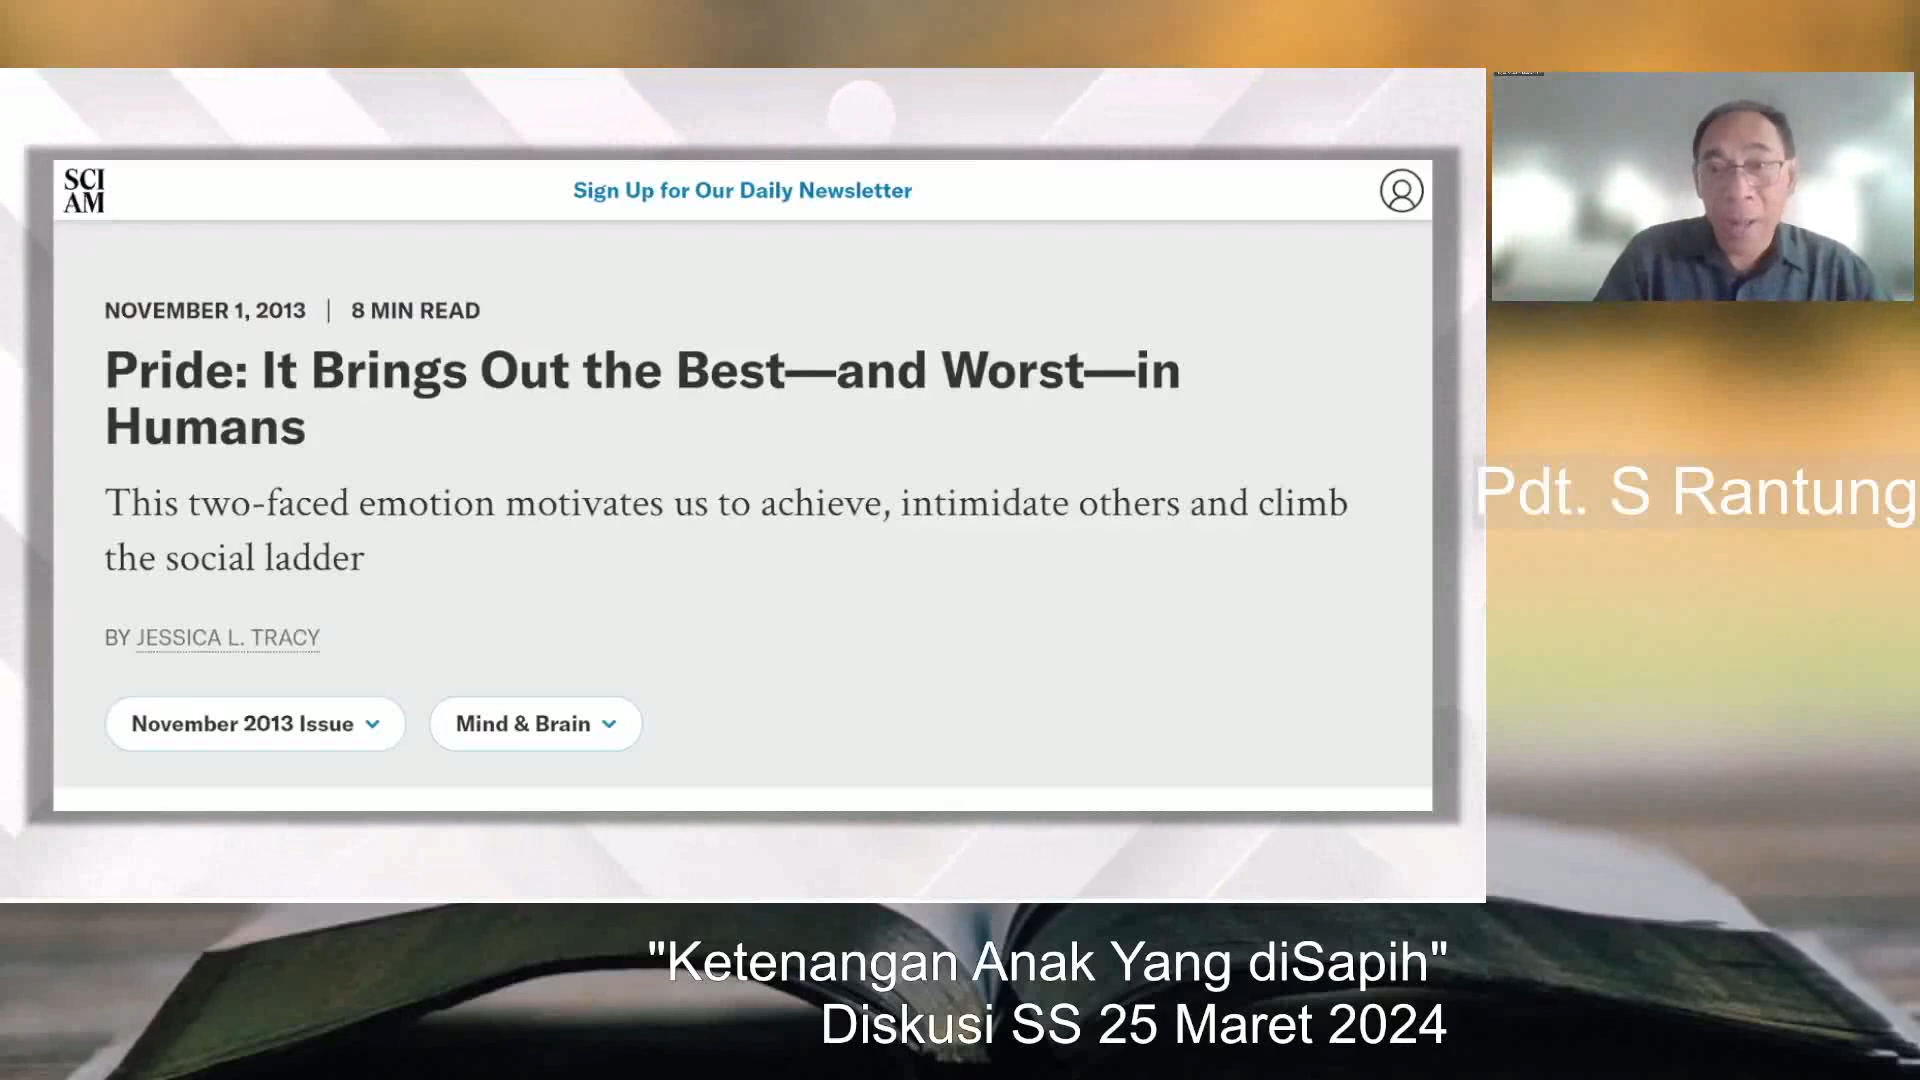 SCI
AM
Sign Up for Our Daily Newsletter
NOVEMBER 1, 2013 | 8 MIN READ
Pride: It Brings Out the Best—and Worst—in
Humans
This two-faced emotion motivates us to achieve, intimidate others and climb
the social ladder
BY JESSICA L. TRACY
November 2013 Issue
Mind & Brain
Pdt. S Rantung
"Ketenangan Anak Yang diSapih"
Diskusi SS 25 Maret 2024